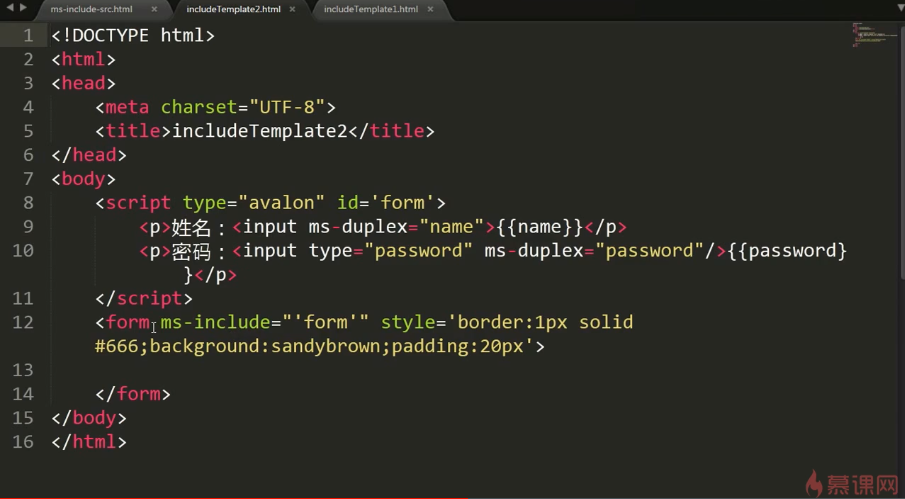 ms-include-src.html × includeTemplate2.html × includeTemplate1.html ×
1 <!DOCTYPE html>
2 <html>
3 <head>
4 <meta charset="UTF-8">
5 <title>includeTemplate2</title>
6 </head>
7 <body>
8 <script type="avalon" id='form'>
9 <p>姓名：<input ms-duplex="name">{{name}}</p>
10 <p>密码：<input type="password" ms-duplex="password"/>{{password}
}</p>
11 </script>
12 <form ms-include="'form'" style='border:1px solid
#666;background:sandybrown;padding:20px'>
13
14 </form>
15 </body>
16 </html>
慕课网